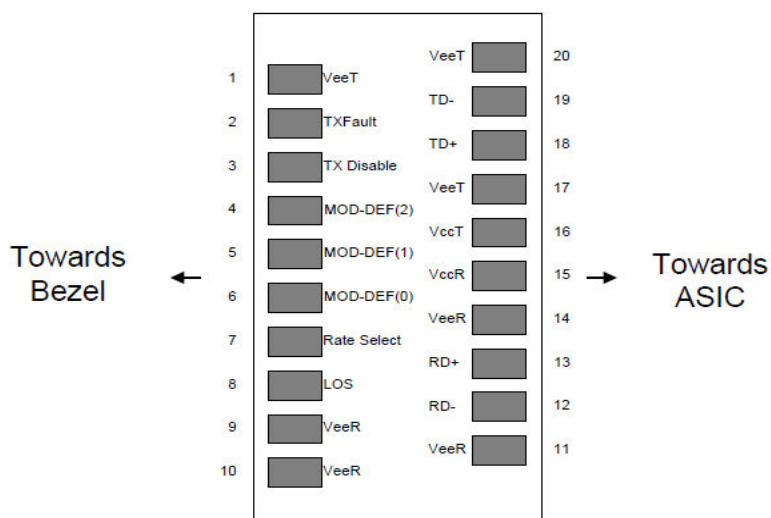 VeeT 20
1 VeeT
TD- 19
2 TXFault
TD+ 18
3 TX Disable
VeeT 17
4 MOD-DEF(2)
VccT 16
Towards
Bezel
5 MOD-DEF(1)
VccR 15
Towards
ASIC
6 MOD-DEF(0)
VeeR 14
7 Rate Select
RD+ 13
8 LOS
RD- 12
9 VeeR
VeeR 11
10 VeeR